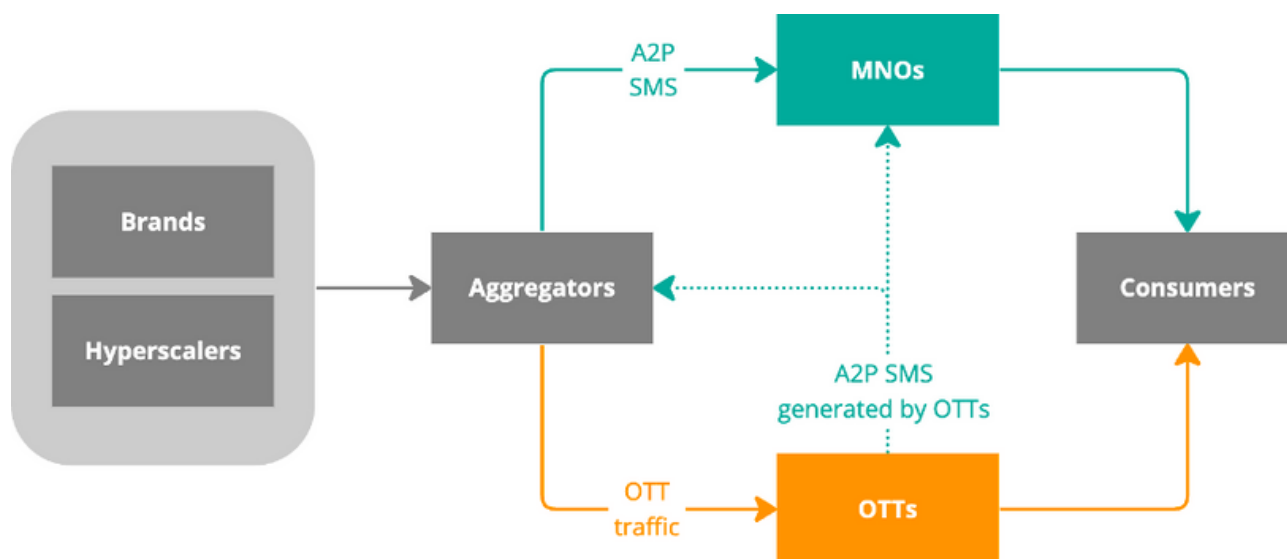 A2P
SMS
MNOs
Brands
Hyperscalers
Aggregators
Consumers
A2P SMS
generated by OTTs
OTT
traffic
OTTs